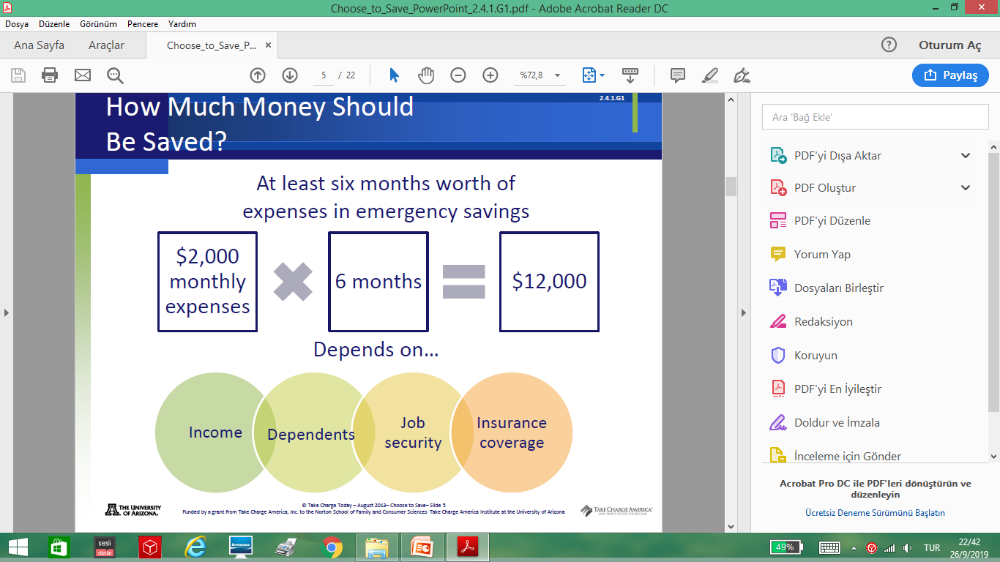 Choose_to_Save_PowerPoint_2.4.1.G1.pdf - Adobe Acrobat Reader DC
Dosya Düzenle Görünüm Pencere Yardım
Ana Sayfa Araçlar Choose_to_Save_P... × Oturum Aç
5 / 22 %72,8 Paylaş
2.4.1.G1
How Much Money Should
Be Saved?
At least six months worth of
expenses in emergency savings
$2,000
monthly
expenses
6 months
$12,000
Depends on...
Income
Dependents
Job
security
Insurance
coverage
THE UNIVERSITY
OF ARIZONA.
© Take Charge Today – August 2013– Choose to Save– Slide 5
Funded by a grant from Take Charge America, Inc. to the Norton School of Family and Consumer Sciences Take Charge America Institute at the University of Arizona
TAKE CHARGE AMERICA
NON-PROFIT CREDIT COUNSELING
Ara 'Bağ Ekle'
PDF'yi Dışa Aktar
PDF Oluştur
PDF'yi Düzenle
Yorum Yap
Dosyaları Birleştir
Redaksiyon
Koruyun
PDF'yi En İyileştir
Doldur ve İmzala
İnceleme için Gönder
Acrobat Pro DC ile PDF'leri dönüştürün ve
düzenleyin
Ücretsiz Deneme Sürümünü Başlatın
sesli
sözlük
lenovo
49%
TUR
22/42
26/9/2019